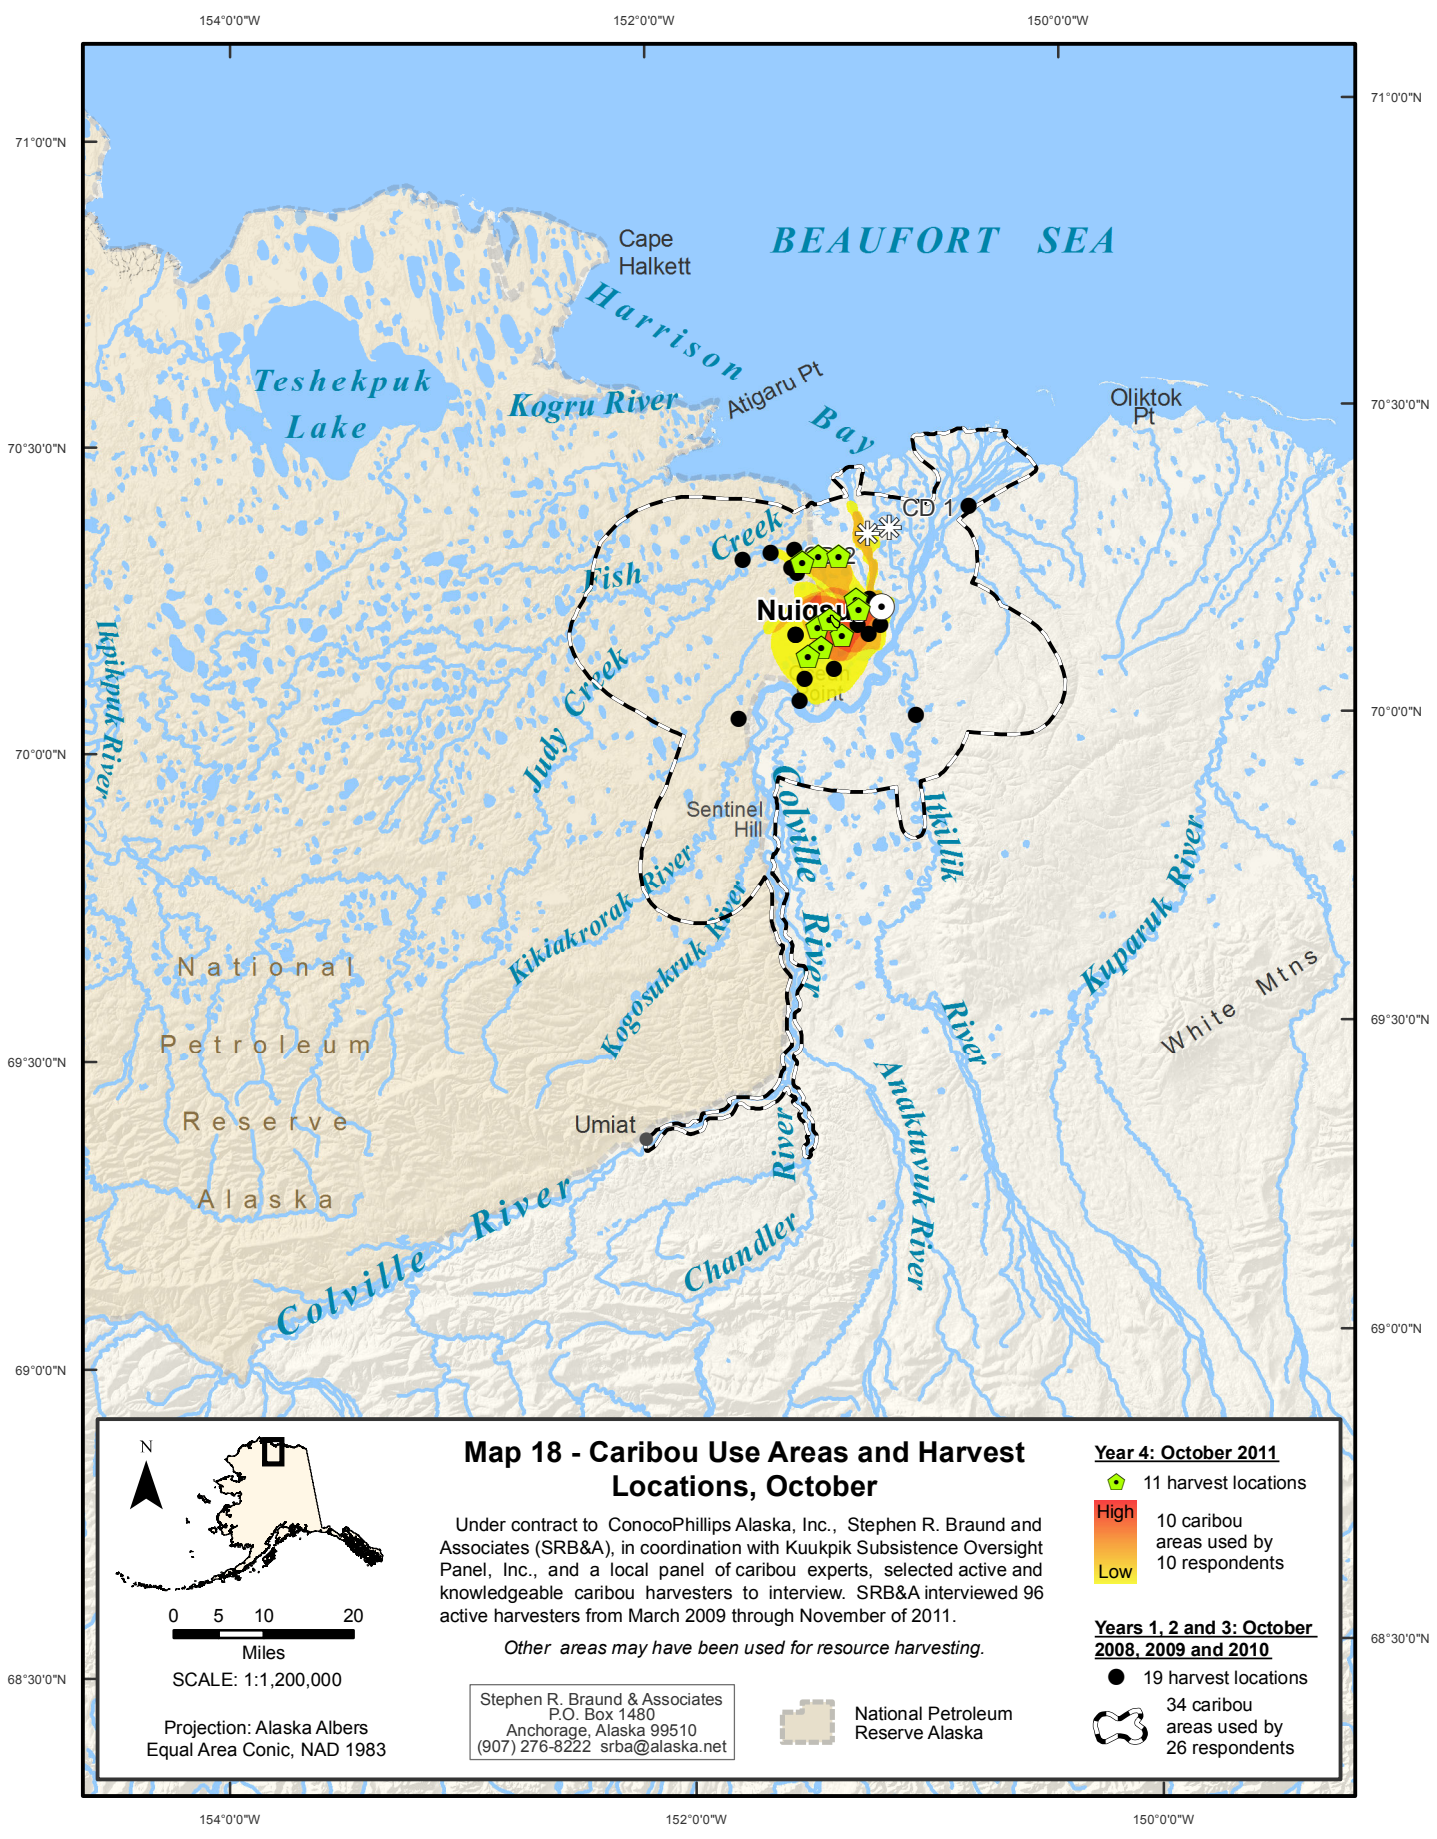 154°0'0"W
152°0'0"W
150°0'0"W
71°0'0"N
71°0'0"N
BEAUFORT SEA
Cape
Halkett
Harrison
Bay
Teshekpuk
Lake
Kogru River
Atigaru Pt
Oliktok
Pt
70°30'0"N
70°30'0"N
CD 1
Fish Creek
Judy Creek
Ikpikpuk River
70°0'0"N
70°0'0"N
Sentinel
Hill
Colville River
Itkillik
River
Kikiakrorak River
Kogosukruk River
Kuparuk River
White Mtns
National
Petroleum
Reserve
Alaska
69°30'0"N
69°30'0"N
Anaktuvuk River
Umiat
Chandler
River
Colville River
69°0'0"N
69°0'0"N
68°30'0"N
68°30'0"N
N
0 5 10 20
Miles
SCALE: 1:1,200,000
Projection: Alaska Albers
Equal Area Conic, NAD 1983
Map 18 - Caribou Use Areas and Harvest
Locations, October
Under contract to ConocoPhillips Alaska, Inc., Stephen R. Braund and
Associates (SRB&A), in coordination with Kuukpik Subsistence Oversight
Panel, Inc., and a local panel of caribou experts, selected active and
knowledgeable caribou harvesters to interview. SRB&A interviewed 96
active harvesters from March 2009 through November of 2011.
Other areas may have been used for resource harvesting.
Stephen R. Braund & Associates
P.O. Box 1480
Anchorage, Alaska 99510
(907) 276-8222 srba@alaska.net
National Petroleum
Reserve Alaska
Year 4: October 2011
11 harvest locations
High
Low
10 caribou
areas used by
10 respondents
Years 1, 2 and 3: October
2008, 2009 and 2010
19 harvest locations
34 caribou
areas used by
26 respondents
154°0'0"W
152°0'0"W
150°0'0"W